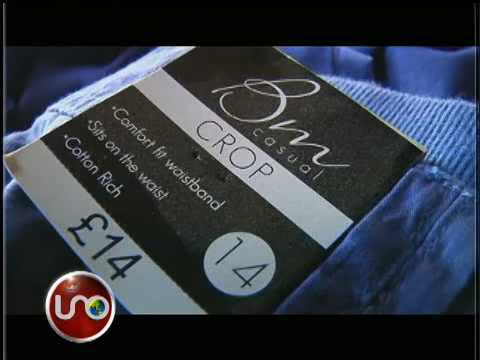 Bm
casual
CROP
•Comfort fit waistband
•Sits on the waist
•Cotton Rich
£14
14
UNO